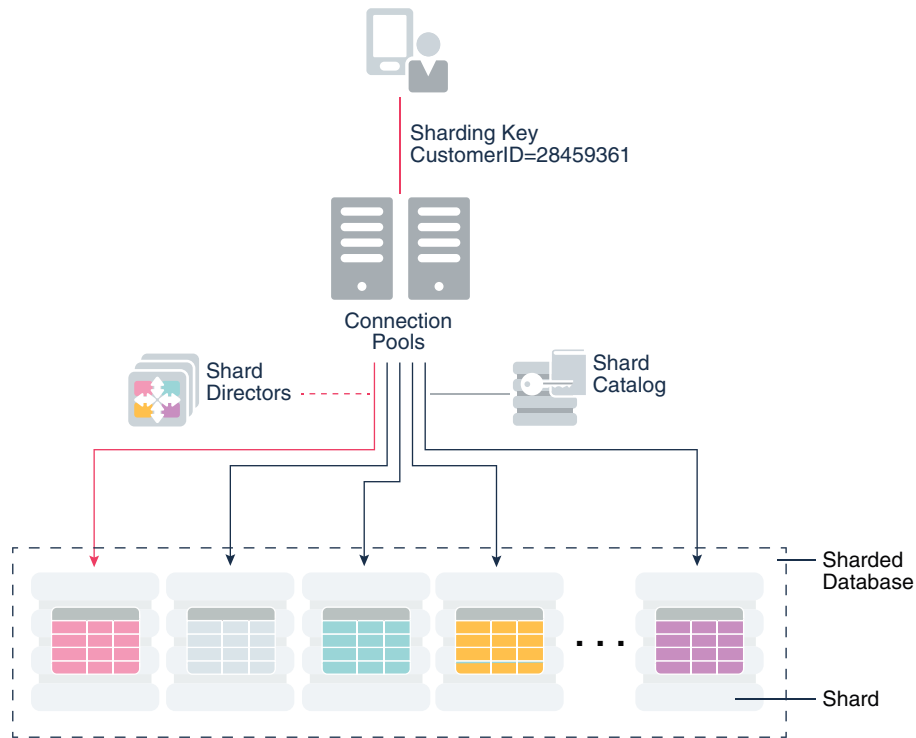 Sharding Key
CustomerID=28459361
Connection
Pools
Shard
Directors
Shard
Catalog
Sharded
Database
. . .
Shard